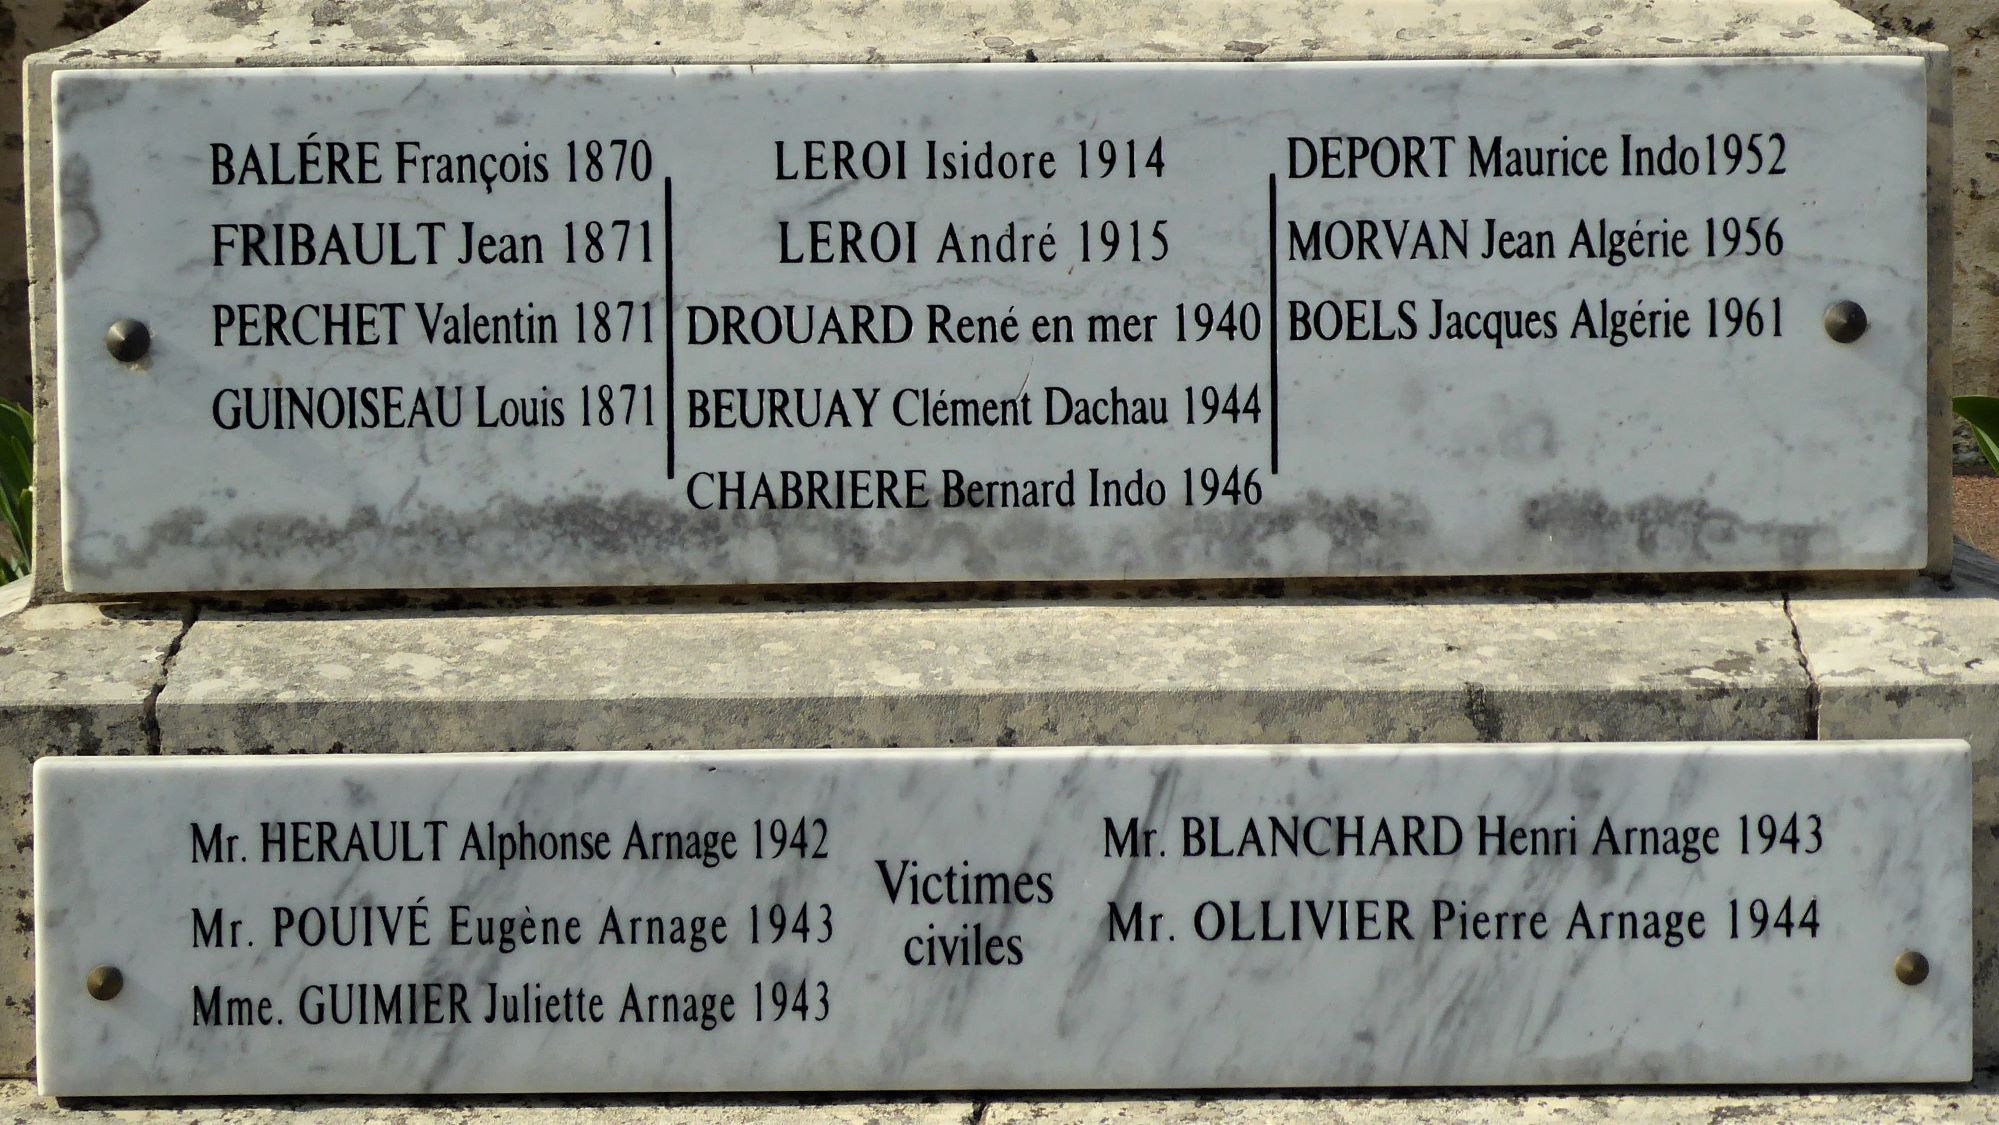 BALÉRE François 1870
FRIBAULT Jean 1871
PERCHET Valentin 1871
GUINOISEAU Louis 1871
LEROI Isidore 1914
LEROI André 1915
DROUARD René en mer 1940
BEURUAY Clément Dachau 1944
CHABRIERE Bernard Indo 1946
DEPORT Maurice Indo1952
MORVAN Jean Algérie 1956
BOELS Jacques Algérie 1961
Mr. HERAULT Alphonse Arnage 1942
Mr. POUIVÉ Eugène Arnage 1943
Mme. GUIMIER Juliette Arnage 1943
Victimes
civiles
Mr. BLANCHARD Henri Arnage 1943
Mr. OLLIVIER Pierre Arnage 1944